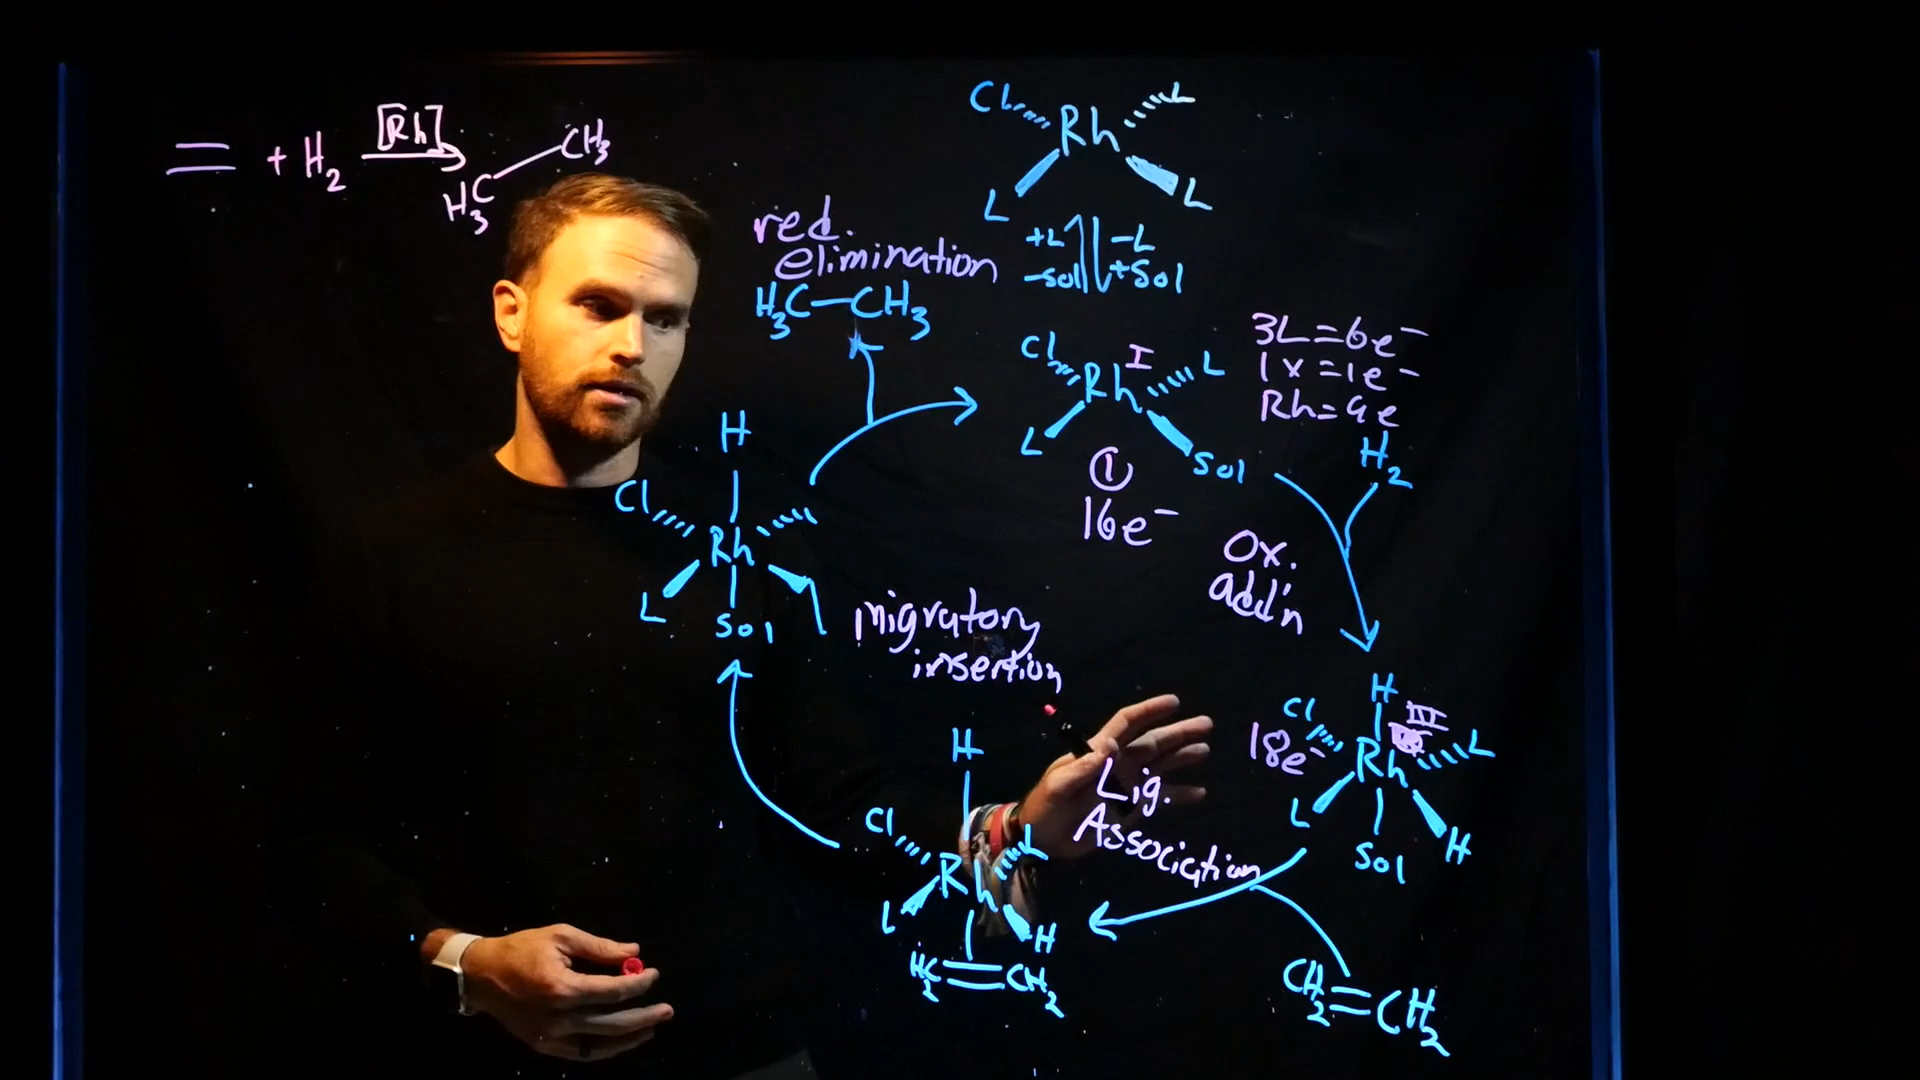 = + H2 [Rh] → H3C—CH3
Cl Rh L
L L
+L -L
-Sol +Sol
red.
elimination
H3C—CH3
Cl Rh I L
L Sol
①
16e-
3L=6e-
1x=1e-
Rh=9e
H2
Ox.
add'n
H
Cl Rh
L
Sol
migratory
insertion
H
Cl III
18e- Rh L
L H
Sol
Lig.
Association
H
Cl L
Rh
L H
H2C=CH2
CH2=CH2